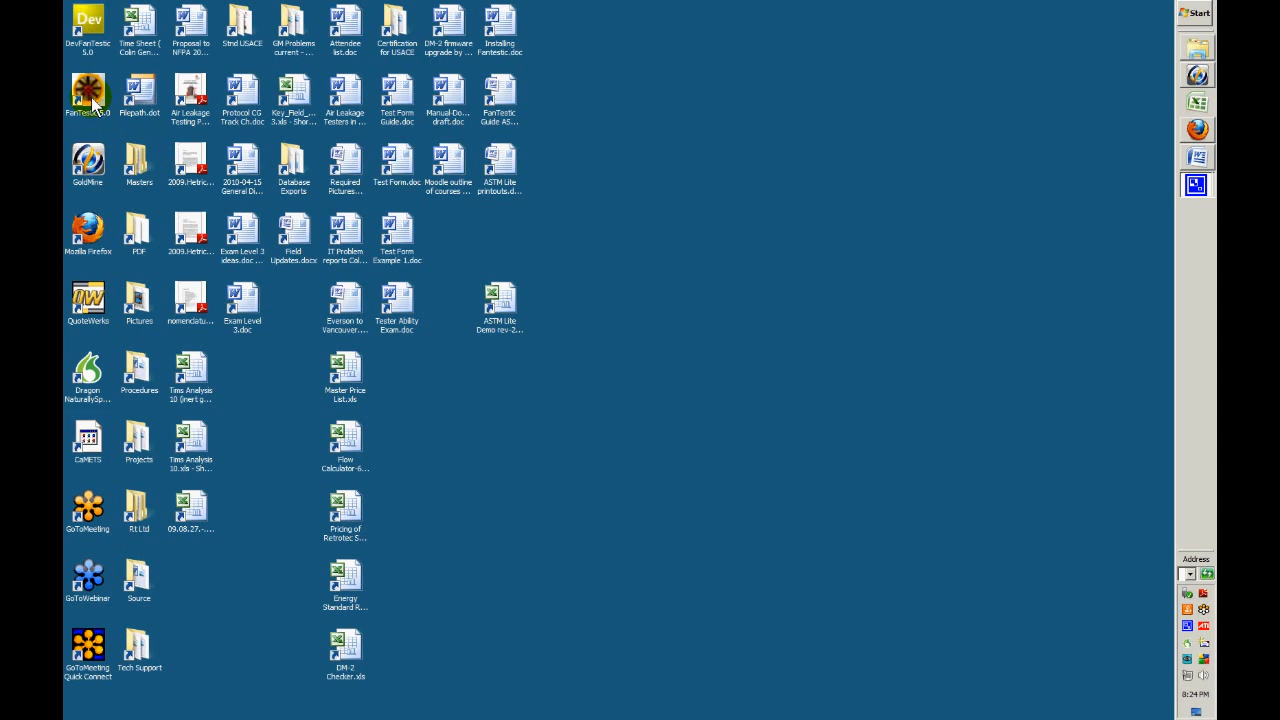 Dev
DevFanTestic
5.0
Time Sheet (
Colin Gen...
Proposal to
NFPA 20...
Stnd USACE
GM Problems
current - ...
Attendee
list.doc
Certification
for USACE
DM-2 firmware
upgrade by ...
Installing
Fantestic.doc
Filepath.dot
Air Leakage
Testing P...
Protocol CG
Track Ch.doc
Key_Field_...
3.xls - Shor...
Air Leakage
Testers in ...
Test Form
Guide.doc
Manual-Do...
draft.doc
FanTestic
Guide AS...
GoldMine
Masters
2009.Hetric...
2010-04-15
General Di...
Database
Exports
Required
Pictures...
Test Form.doc
Moodle outline
of courses ...
ASTM Lite
printouts.d...
Mozilla Firefox
PDF
2009.Hetric...
Exam Level 3
ideas.doc ...
Field
Updates.docx
IT Problem
reports Col...
Test Form
Example 1.doc
QW
QuoteWerks
Pictures
nomenclatu...
Exam Level
3.doc
Everson to
Vancouver....
Tester Ability
Exam.doc
ASTM Lite
Demo rev-2...
Dragon
NaturallySp...
Procedures
Tims Analysis
10 (inert g...
Master Price
List.xls
CaMETS
Projects
Tims Analysis
10.xls - Sh...
Flow
Calculator-6...
GoToMeeting
Rt Ltd
09.08.27.-...
Pricing of
Retrotec S...
GoToWebinar
Source
Energy
Standard R...
GoToMeeting
Quick Connect
Tech Support
DM-2
Checker.xls
Start
Address
ATI
8:24 PM